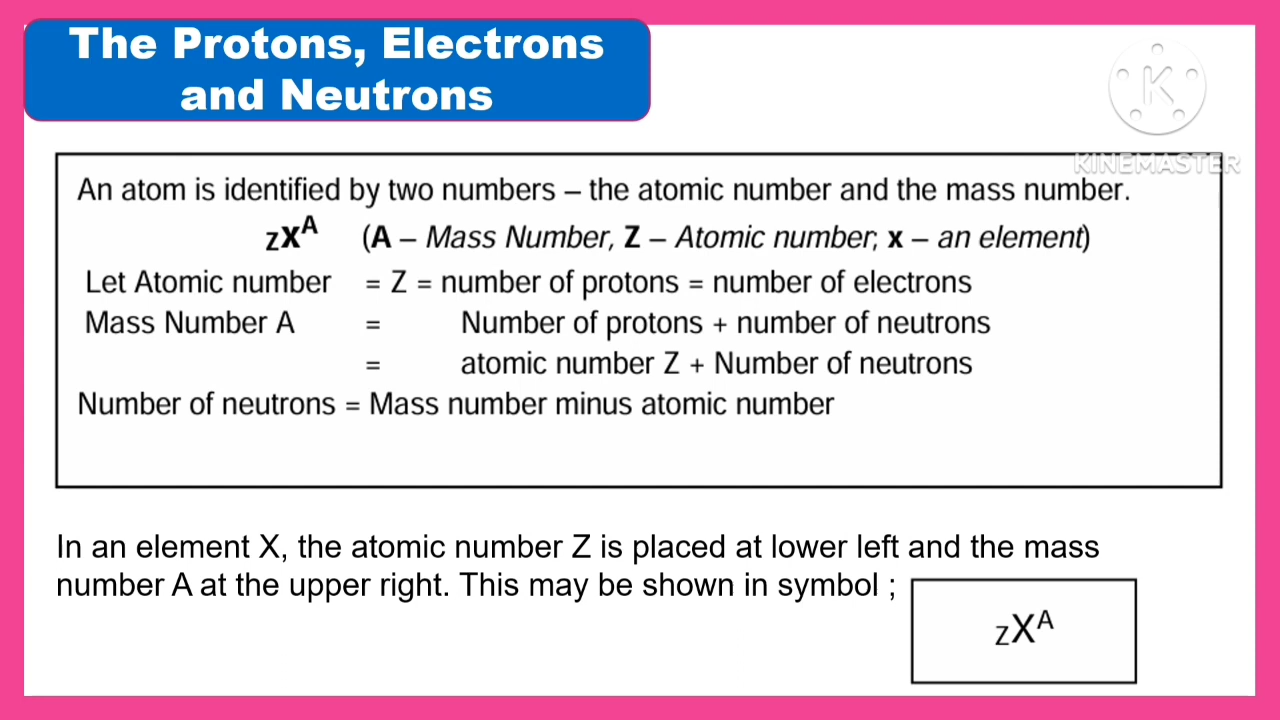 The Protons, Electrons
and Neutrons
K
KINEMASTER
An atom is identified by two numbers – the atomic number and the mass number.
zXᴬ (A – Mass Number, Z – Atomic number; x – an element)
Let Atomic number = Z = number of protons = number of electrons
Mass Number A = Number of protons + number of neutrons
= atomic number Z + Number of neutrons
Number of neutrons = Mass number minus atomic number
In an element X, the atomic number Z is placed at lower left and the mass
number A at the upper right. This may be shown in symbol ;
zXᴬ